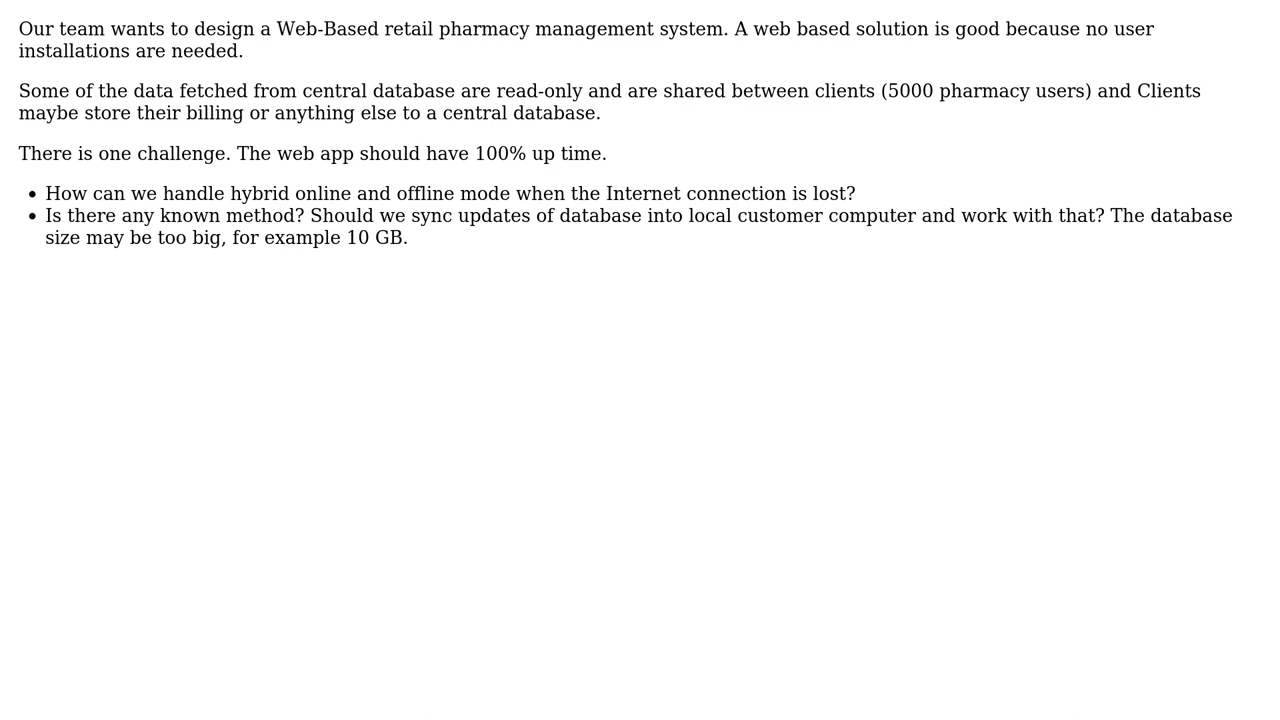 Our team wants to design a Web-Based retail pharmacy management system. A web based solution is good because no user
installations are needed.
Some of the data fetched from central database are read-only and are shared between clients (5000 pharmacy users) and Clients
maybe store their billing or anything else to a central database.
There is one challenge. The web app should have 100% up time.
• How can we handle hybrid online and offline mode when the Internet connection is lost?
• Is there any known method? Should we sync updates of database into local customer computer and work with that? The database
size may be too big, for example 10 GB.